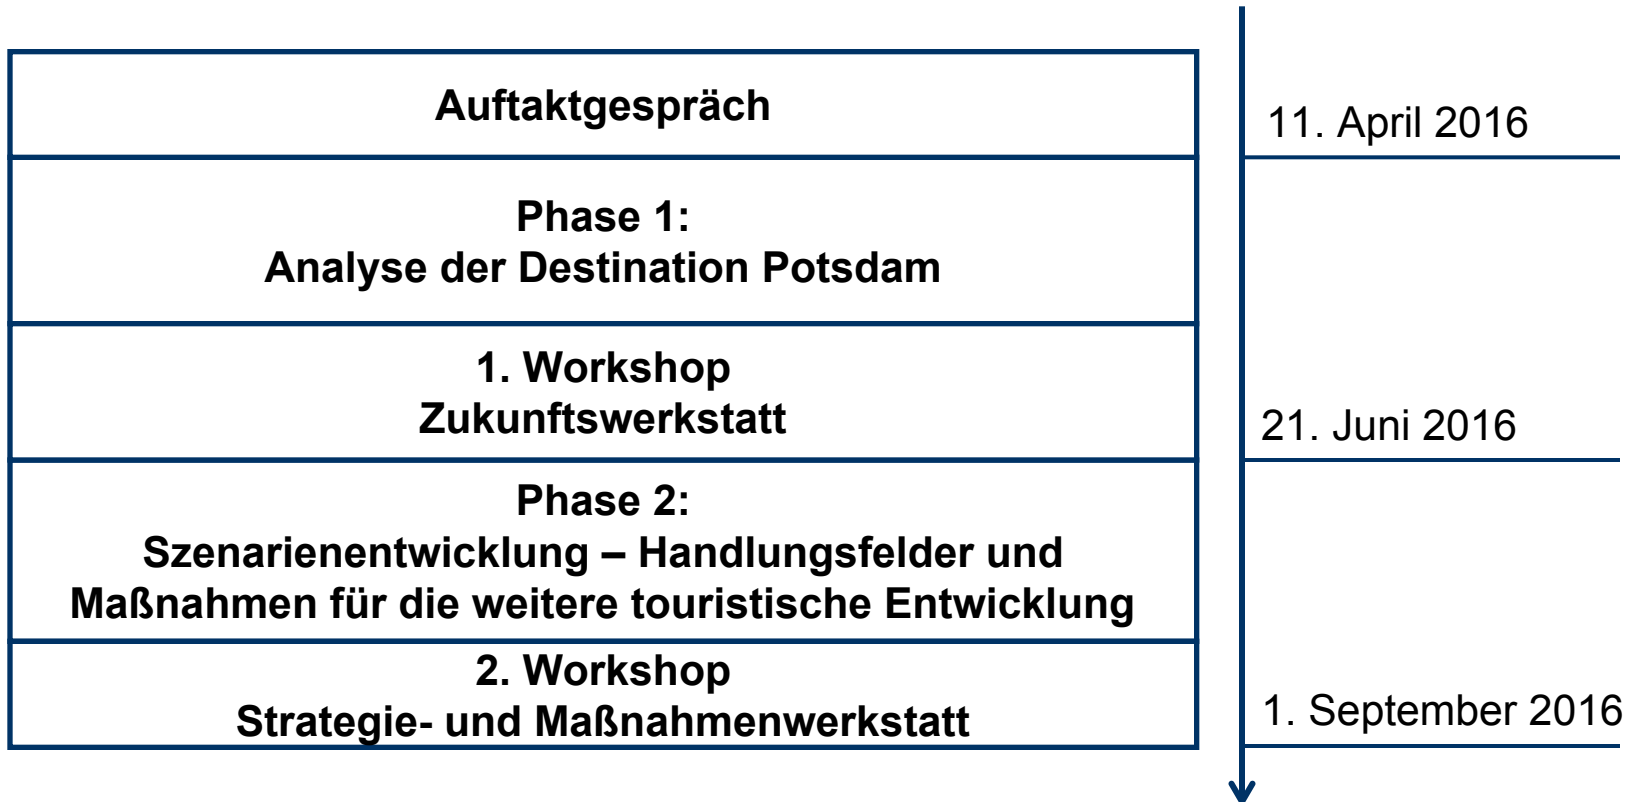 Auftaktgespräch
11. April 2016
Phase 1:
Analyse der Destination Potsdam
1. Workshop
Zukunftswerkstatt
21. Juni 2016
Phase 2:
Szenarienentwicklung – Handlungsfelder und
Maßnahmen für die weitere touristische Entwicklung
2. Workshop
Strategie- und Maßnahmenwerkstatt
1. September 2016